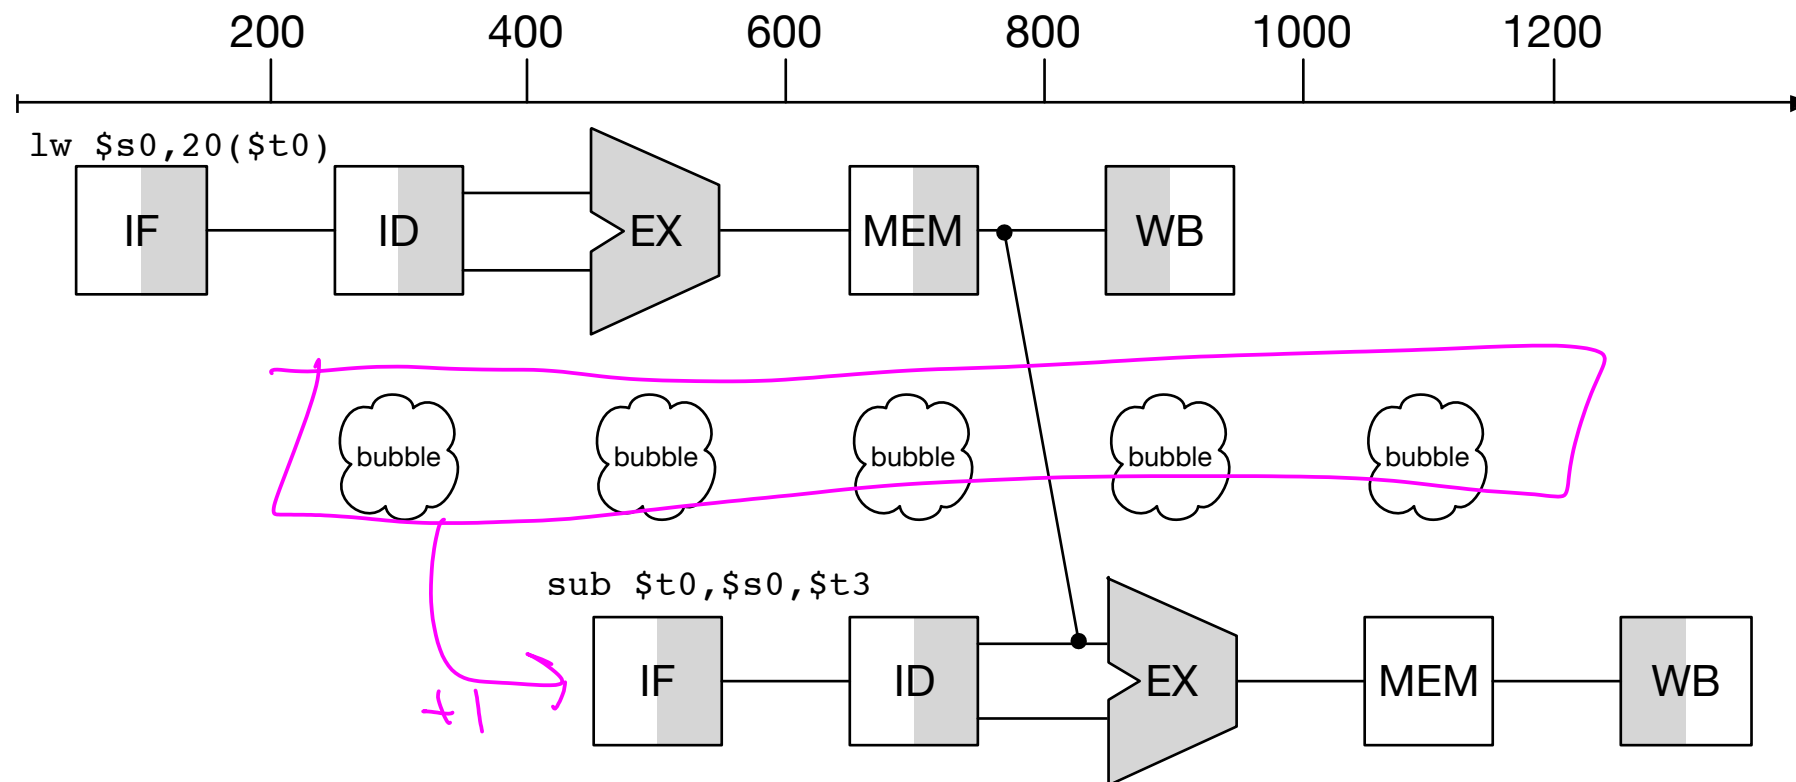 200 400 600 800 1000 1200
lw $s0,20($t0)
IF ID EX MEM WB
bubble bubble bubble bubble bubble
sub $t0,$s0,$t3
IF ID EX MEM WB
+1